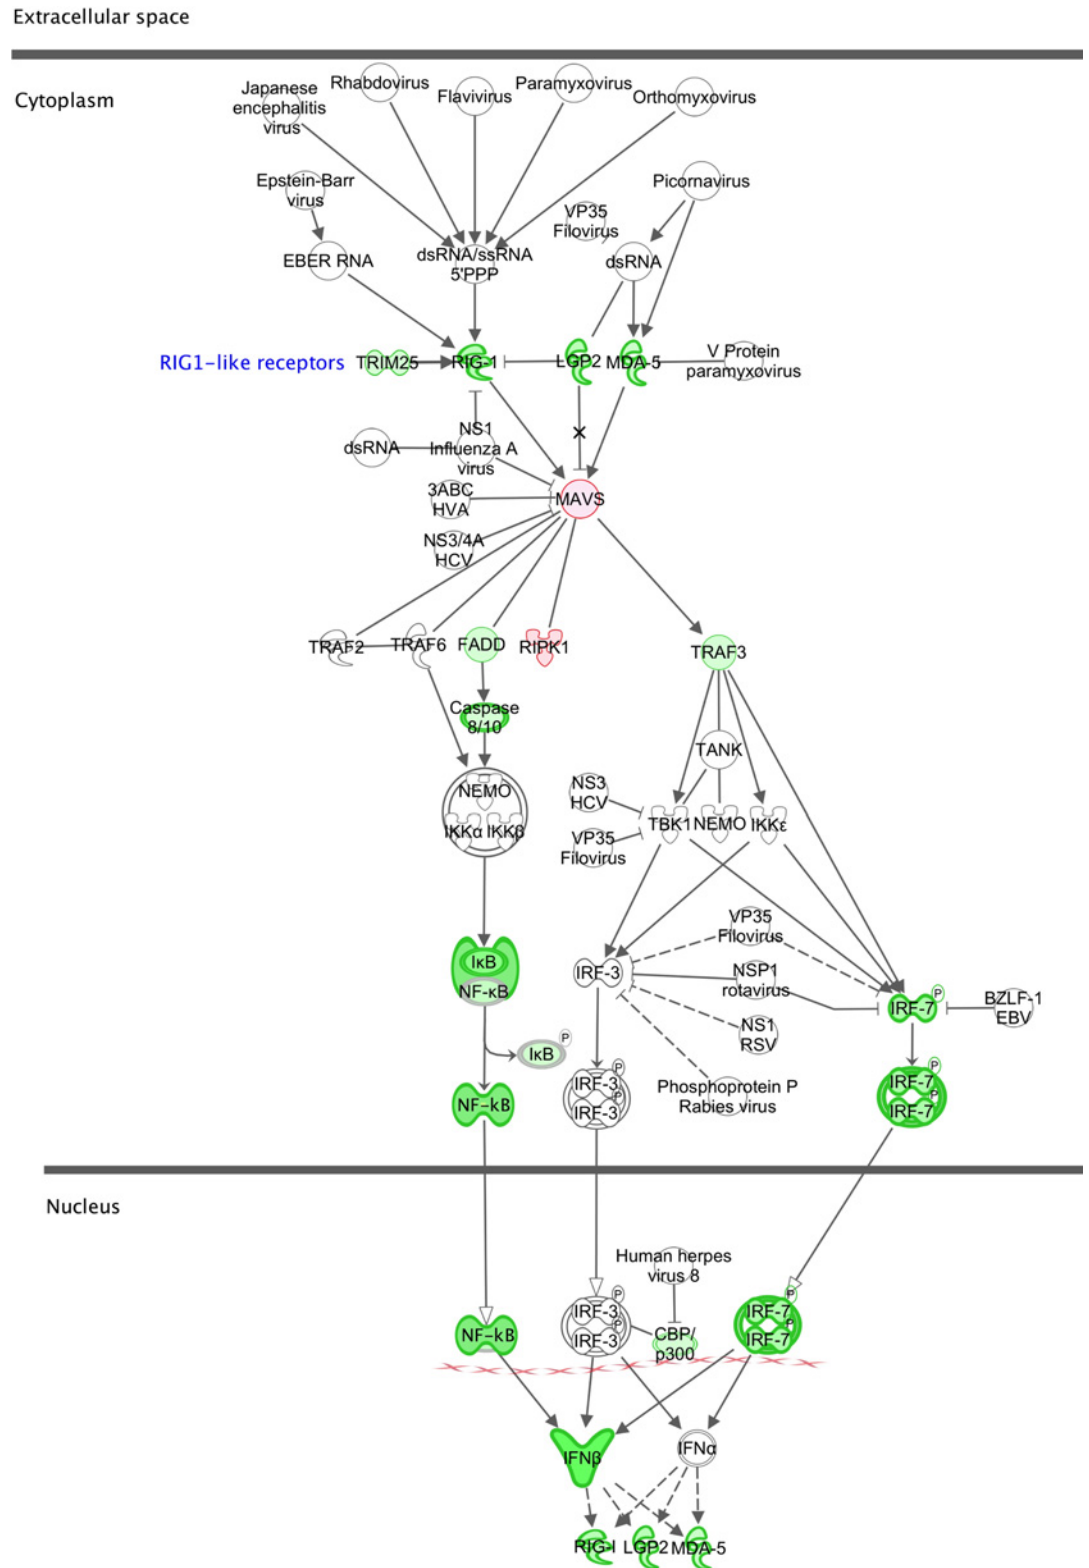 Extracellular space
Cytoplasm
Japanese
encephalitis
virus
Rhabdovirus
Flavivirus
Paramyxovirus
Orthomyxovirus
Epstein-Barr
virus
Picornavirus
VP35
Filovirus
EBER RNA
dsRNA/ssRNA
5'PPP
dsRNA
RIG1-like receptors
TRIM25
RIG-1
LGP2
MDA-5
V Protein
paramyxovirus
dsRNA
NS1
Influenza A
virus
3ABC
HVA
MAVS
NS3/4A
HCV
TRAF2
TRAF6
FADD
RIPK1
TRAF3
Caspase
8/10
TANK
NEMO
IKKα
IKKβ
NS3
HCV
TBK1
NEMO
IKKε
VP35
Filovirus
VP35
Filovirus
IκB
NF-κB
IRF-3
NSP1
rotavirus
P
IRF-7
BZLF-1
EBV
NS1
RSV
P
IκB
P
IRF-3
P
IRF-3
Phosphoprotein P
Rabies virus
P
IRF-7
P
IRF-7
NF-kB
Nucleus
Human herpes
virus 8
P
IRF-3
P
IRF-3
CBP/
p300
P
IRF-7
P
IRF-7
NF-kB
IFNβ
IFNα
RIG-I
LGP2
MDA-5